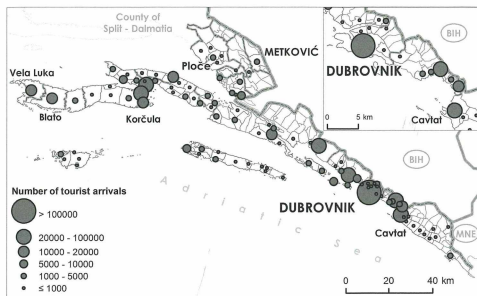 County of
Split - Dalmatia
METKOVIĆ
Ploče
Vela Luka
Blato
Korčula
BIH
DUBROVNIK
Cavtat
0 5 km
BIH
DUBROVNIK
Cavtat
MNE
Adriatic Sea
Number of tourist arrivals
> 100000
20000 - 100000
10000 - 20000
5000 - 10000
1000 - 5000
≤ 1000
0 20 40 km